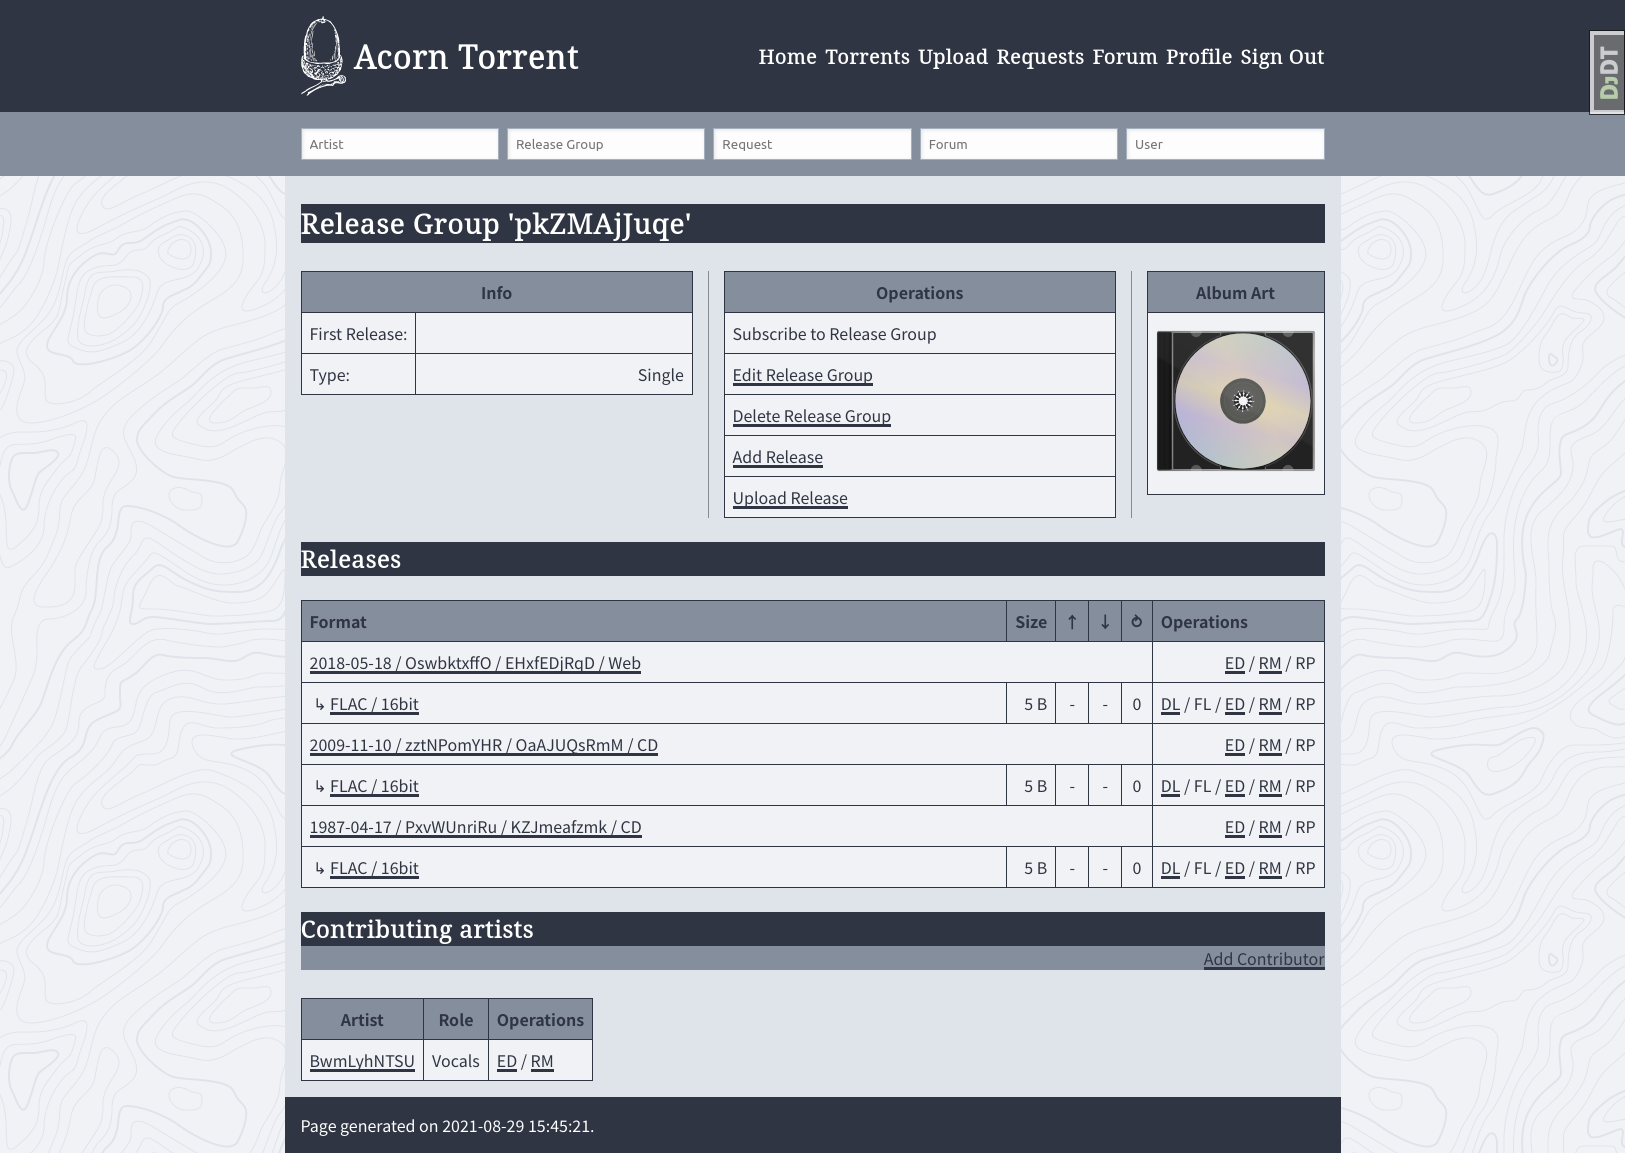 Acorn Torrent
Home Torrents Upload Requests Forum Profile Sign Out
DJDT
Artist Release Group Request Forum User
Release Group 'pkZMAjJuqe'
Info Operations Album Art
First Release: Subscribe to Release Group
Type: Single Edit Release Group
Delete Release Group
Add Release
Upload Release
Releases
Format Size ↑ ↓ ⥁ Operations
2018-05-18 / OswbktxffO / EHxfEDjRqD / Web ED / RM / RP
↳ FLAC / 16bit 5 B - - 0 DL / FL / ED / RM / RP
2009-11-10 / zztNPomYHR / OaAJUQsRmM / CD ED / RM / RP
↳ FLAC / 16bit 5 B - - 0 DL / FL / ED / RM / RP
1987-04-17 / PxvWUnriRu / KZJmeafzmk / CD ED / RM / RP
↳ FLAC / 16bit 5 B - - 0 DL / FL / ED / RM / RP
Contributing artists
Add Contributor
Artist Role Operations
BwmLyhNTSU Vocals ED / RM
Page generated on 2021-08-29 15:45:21.